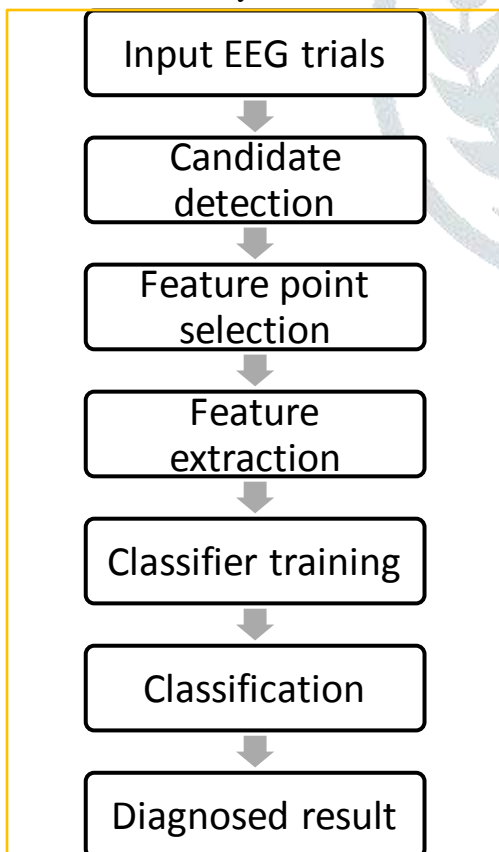 Input EEG trials
Candidate
detection
Feature point
selection
Feature
extraction
Classifier training
Classification
Diagnosed result